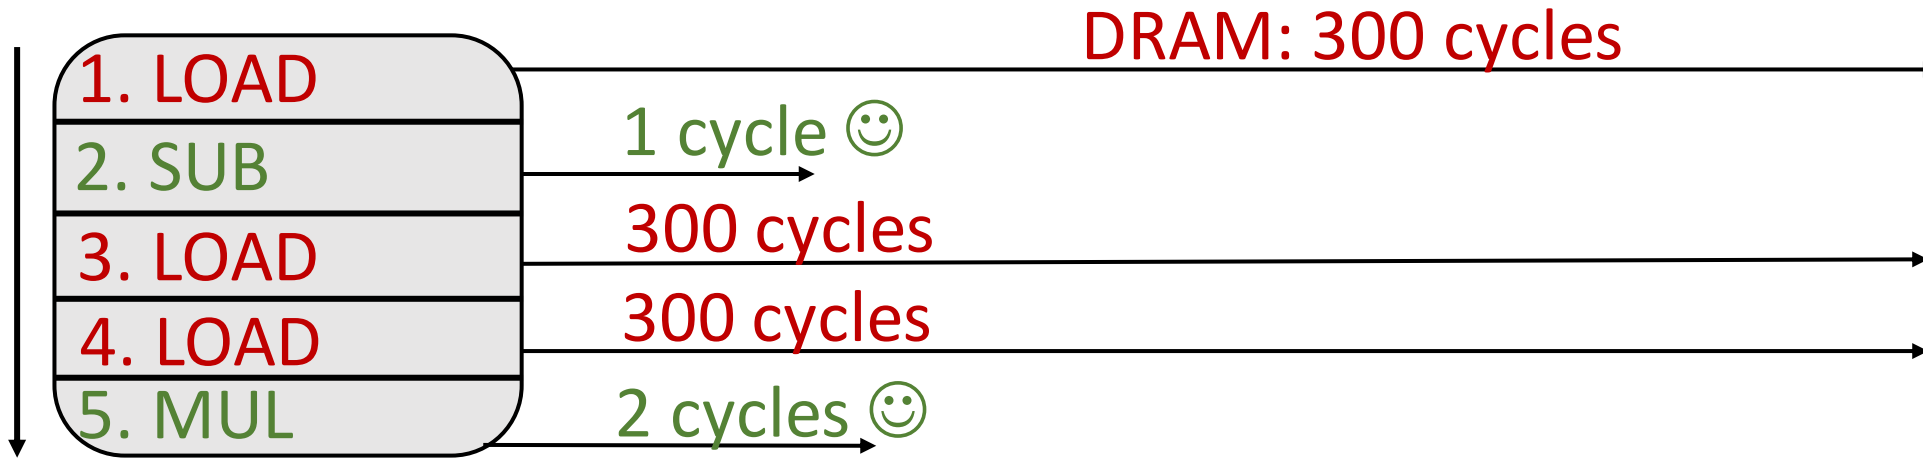 DRAM: 300 cycles
1. LOAD
1 cycle ☺
2. SUB
300 cycles
3. LOAD
300 cycles
4. LOAD
2 cycles ☺
5. MUL